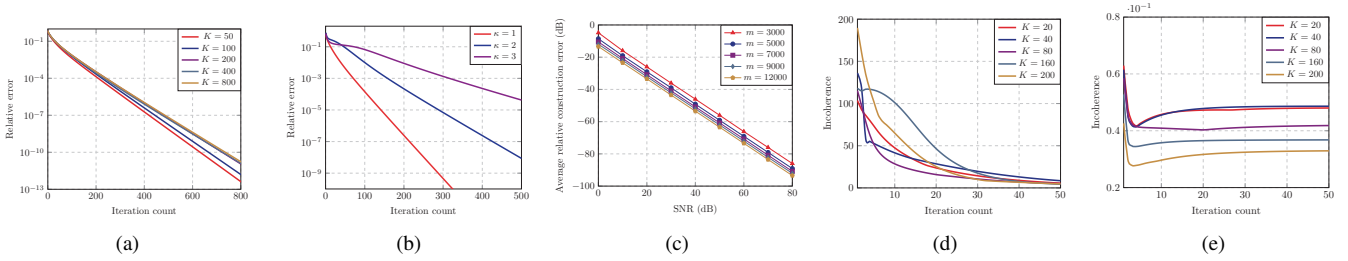 10^{-1}
10^{-4}
10^{-7}
10^{-10}
10^{-13}
0 200 400 600 800
Relative error
Iteration count
K = 50
K = 100
K = 200
K = 400
K = 800
(a)
10^{-1}
10^{-3}
10^{-5}
10^{-7}
10^{-9}
0 100 200 300 400 500
Relative error
Iteration count
κ = 1
κ = 2
κ = 3
(b)
0
−20
−40
−60
−80
−100
0 20 40 60 80
Average relative construction error (dB)
SNR (dB)
m = 3000
m = 5000
m = 7000
m = 9000
m = 12000
(c)
200
150
100
50
0
10 20 30 40 50
Incoherence
Iteration count
K = 20
K = 40
K = 80
K = 160
K = 200
(d)
·10^{−1}
0.8
0.6
0.4
0.2
10 20 30 40 50
Incoherence
Iteration count
K = 20
K = 40
K = 80
K = 160
K = 200
(e)